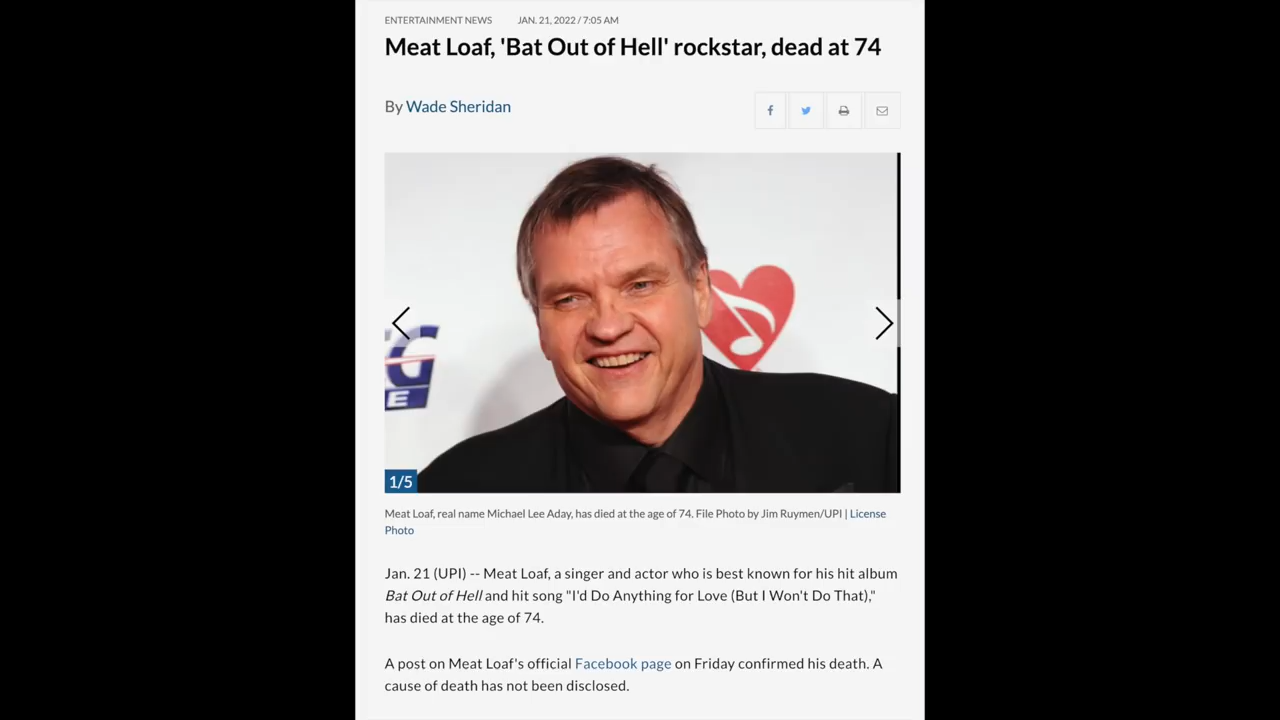 ENTERTAINMENT NEWS JAN. 21, 2022 / 7:05 AM
Meat Loaf, 'Bat Out of Hell' rockstar, dead at 74
By Wade Sheridan
G
E
1/5
Meat Loaf, real name Michael Lee Aday, has died at the age of 74. File Photo by Jim Ruymen/UPI | License
Photo
Jan. 21 (UPI) -- Meat Loaf, a singer and actor who is best known for his hit album
Bat Out of Hell and hit song "I'd Do Anything for Love (But I Won't Do That),"
has died at the age of 74.
A post on Meat Loaf's official Facebook page on Friday confirmed his death. A
cause of death has not been disclosed.